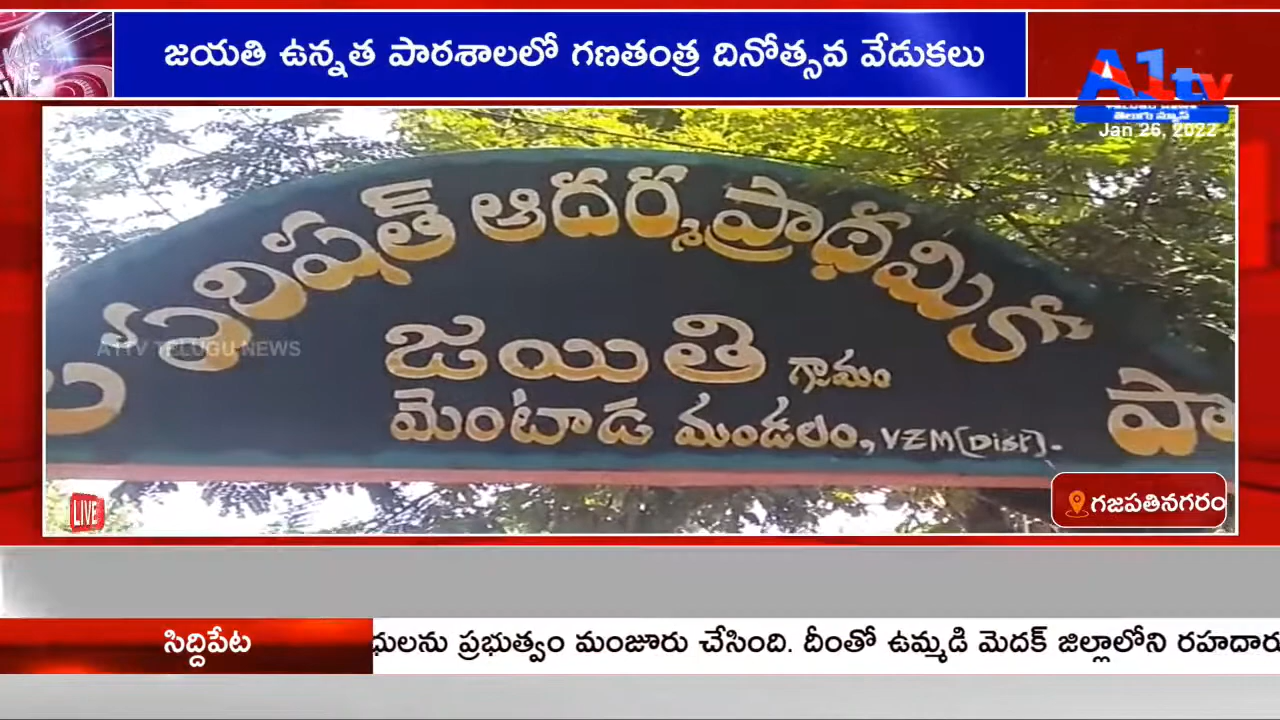 జయతి ఉన్నత పాఠశాలలో గణతంత్ర దినోత్సవ వేడుకలు
A1tv
తెలుగు న్యూస్
Jan 26, 2022
పరిషత్ ఆదర్శ ప్రాథమిక
A1TV TELUGU NEWS
జయితి గ్రామం
మెంటాడ మండలం, VZM(Dist).
పా
LIVE
గజపతినగరం
సిద్దిపేట
ధులను ప్రభుత్వం మంజూరు చేసింది. దీంతో ఉమ్మడి మెదక్ జిల్లాలోని రహదారు